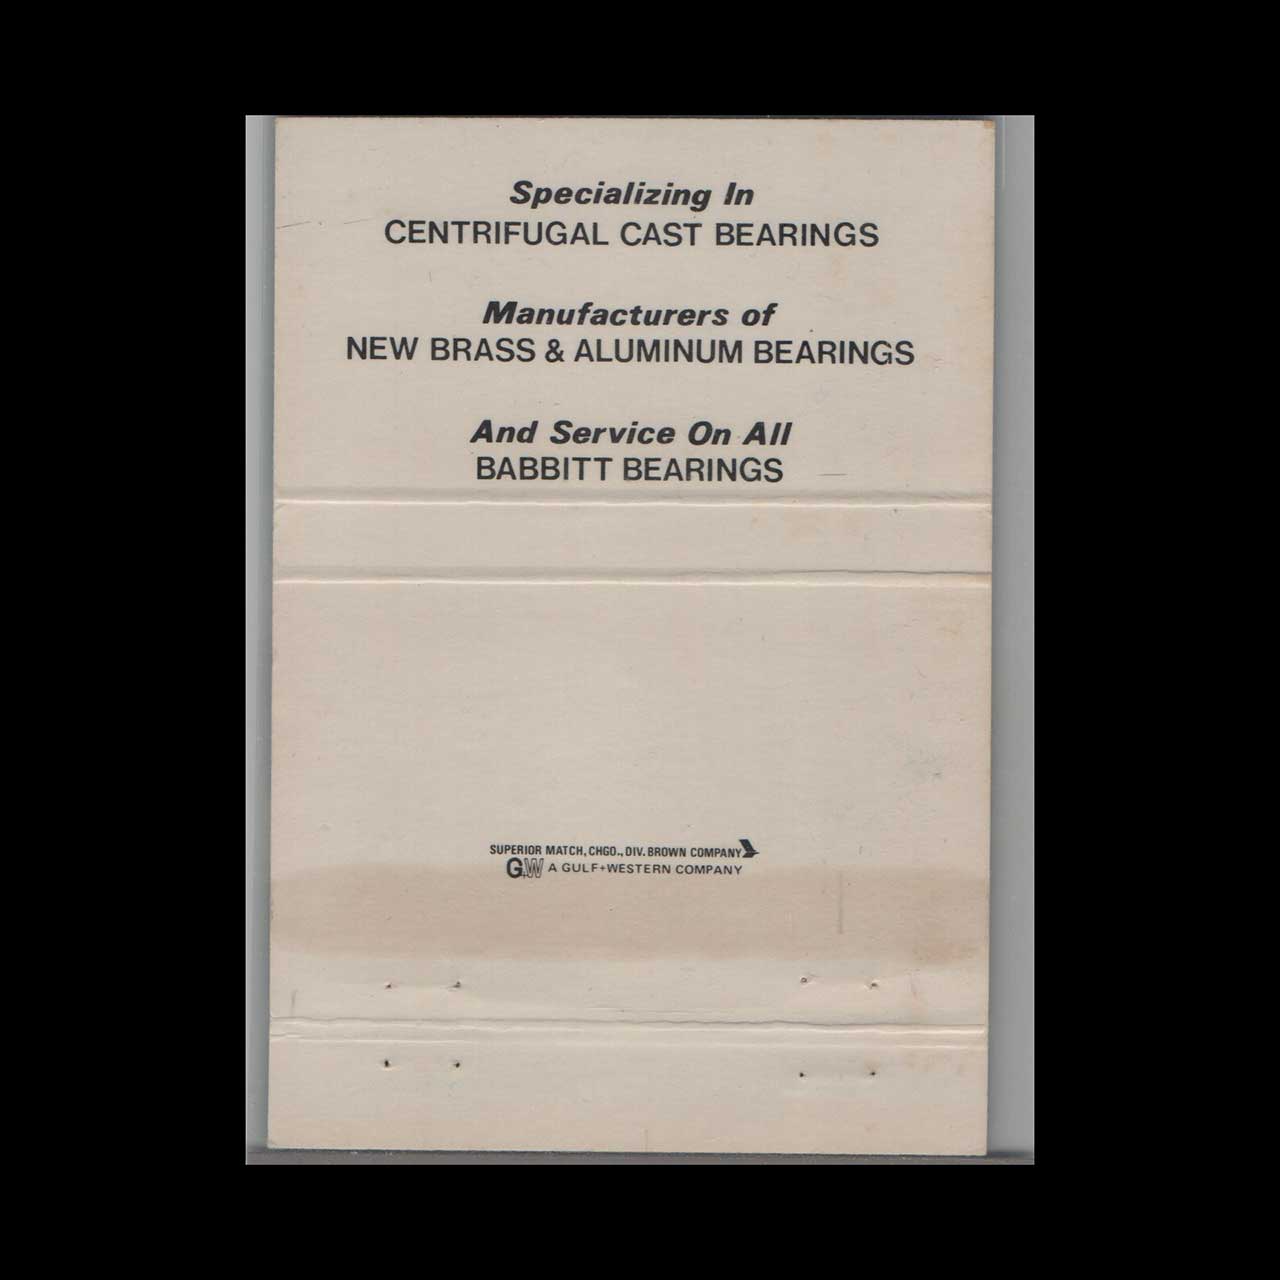 Specializing In
CENTRIFUGAL CAST BEARINGS
Manufacturers of
NEW BRASS & ALUMINUM BEARINGS
And Service On All
BABBITT BEARINGS
SUPERIOR MATCH, CHGO., DIV. BROWN COMPANY
G+W A GULF+WESTERN COMPANY